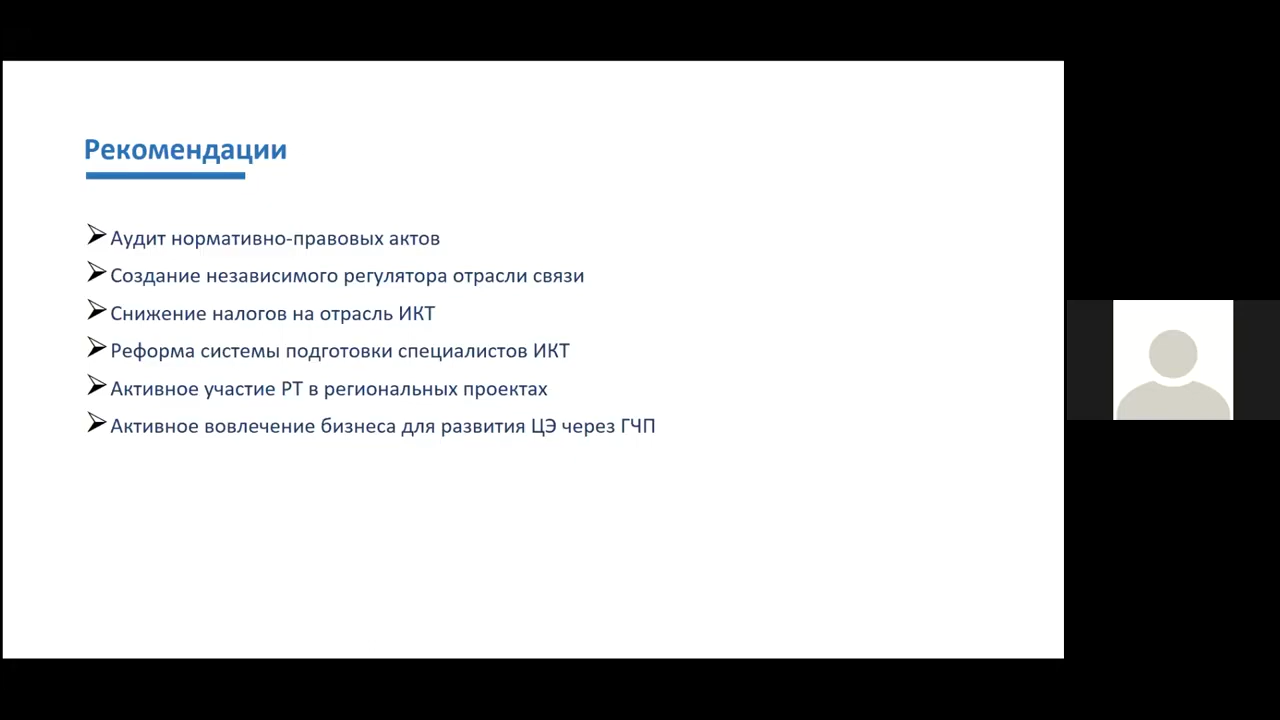 Рекомендации
Аудит нормативно-правовых актов
Создание независимого регулятора отрасли связи
Снижение налогов на отрасль ИКТ
Реформа системы подготовки специалистов ИКТ
Активное участие РТ в региональных проектах
Активное вовлечение бизнеса для развития ЦЭ через ГЧП